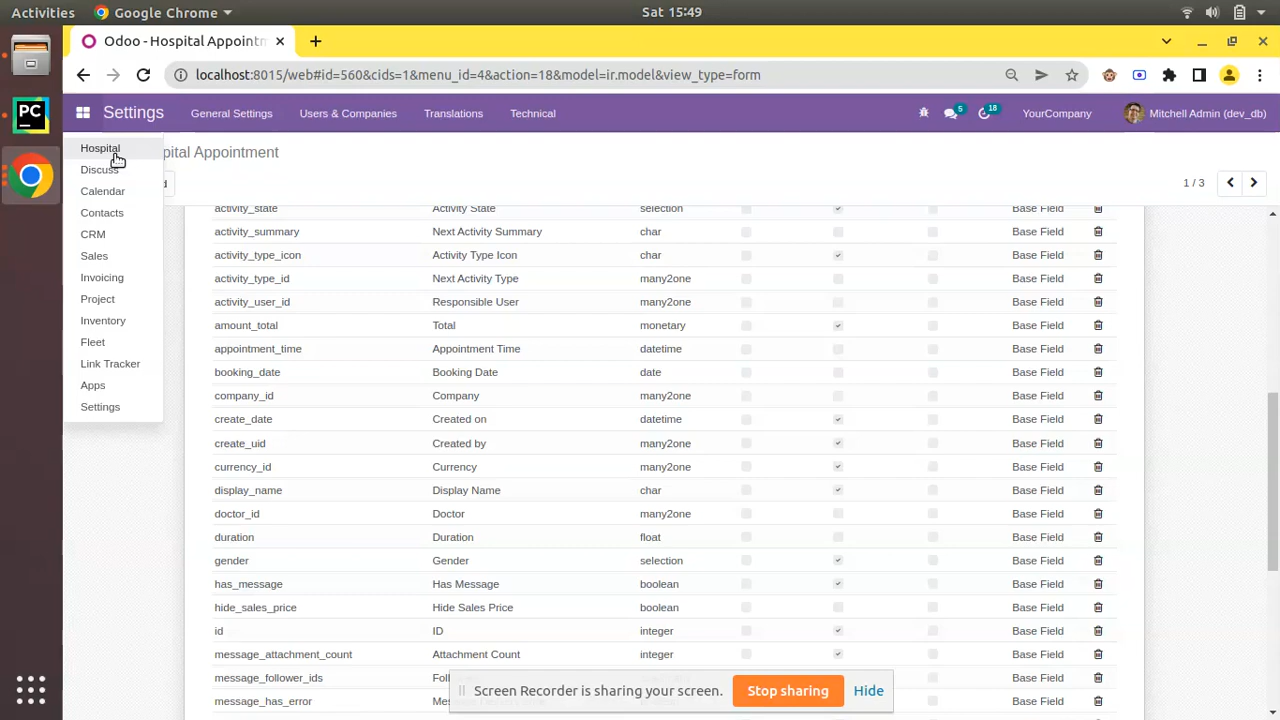 Activities Google Chrome Sat 15:49
PC
Odoo - Hospital Appointm
localhost:8015/web#id=560&cids=1&menu_id=4&action=18&model=ir.model&view_type=form
Settings General Settings Users & Companies Translations Technical 5 18 YourCompany Mitchell Admin (dev_db)
Hospital
Discuss
Calendar
Contacts
CRM
Sales
Invoicing
Project
Inventory
Fleet
Link Tracker
Apps
Settings
pital Appointment
d 1 / 3
activity_state Activity State selection Base Field
activity_summary Next Activity Summary char Base Field
activity_type_icon Activity Type Icon char Base Field
activity_type_id Next Activity Type many2one Base Field
activity_user_id Responsible User many2one Base Field
amount_total Total monetary Base Field
appointment_time Appointment Time datetime Base Field
booking_date Booking Date date Base Field
company_id Company many2one Base Field
create_date Created on datetime Base Field
create_uid Created by many2one Base Field
currency_id Currency many2one Base Field
display_name Display Name char Base Field
doctor_id Doctor many2one Base Field
duration Duration float Base Field
gender Gender selection Base Field
has_message Has Message boolean Base Field
hide_sales_price Hide Sales Price boolean Base Field
id ID integer Base Field
message_attachment_count Attachment Count integer Base Field
message_follower_ids Foll Base Field
message_has_error Mes Base Field
Screen Recorder is sharing your screen. Stop sharing Hide